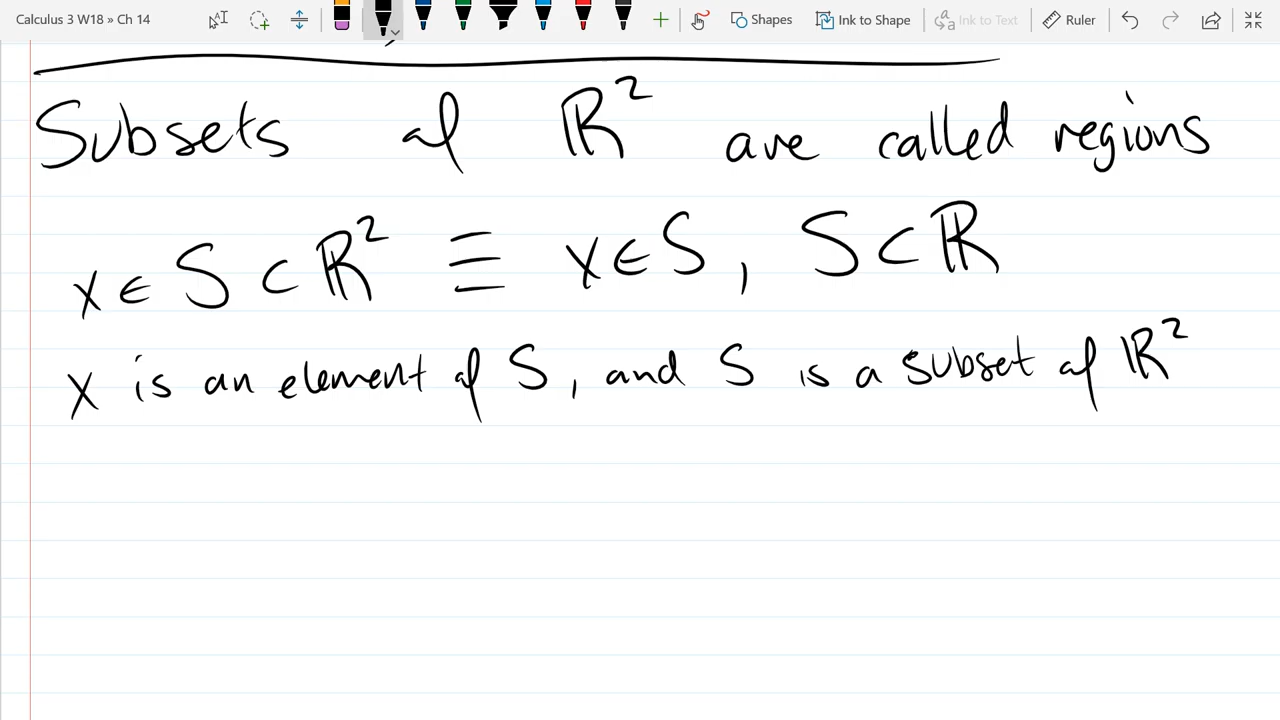 Calculus 3 W18 » Ch 14 Shapes Ink to Shape Ink to Text Ruler
Subsets of ℝ² are called regions
x ∈ S ⊂ ℝ² ≡ x ∈ S, S ⊂ ℝ
x is an element of S, and S is a subset of ℝ²